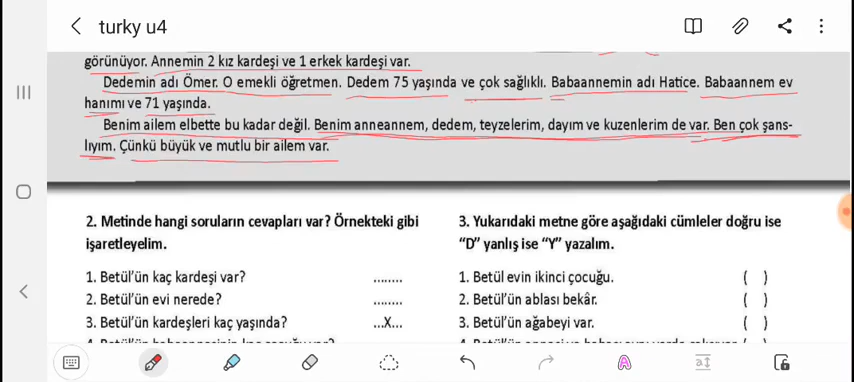 turky u4
görünüyor. Annemin 2 kız kardeşi ve 1 erkek kardeşi var.
Dedemin adı Ömer. O emekli öğretmen. Dedem 75 yaşında ve çok sağlıklı. Babaannemin adı Hatice. Babaannem ev
hanımı ve 71 yaşında.
Benim ailem elbette bu kadar değil. Benim anneannem, dedem, teyzelerim, dayım ve kuzenlerim de var. Ben çok şans-
lıyım. Çünkü büyük ve mutlu bir ailem var.
2. Metinde hangi soruların cevapları var? Örnekteki gibi
işaretleyelim.
1. Betül'ün kaç kardeşi var? ........
2. Betül'ün evi nerede? ........
3. Betül'ün kardeşleri kaç yaşında? ...X...
3. Yukarıdaki metne göre aşağıdaki cümleler doğru ise
"D" yanlış ise "Y" yazalım.
1. Betül evin ikinci çocuğu. ( )
2. Betül'ün ablası bekâr. ( )
3. Betül'ün ağabeyi var. ( )